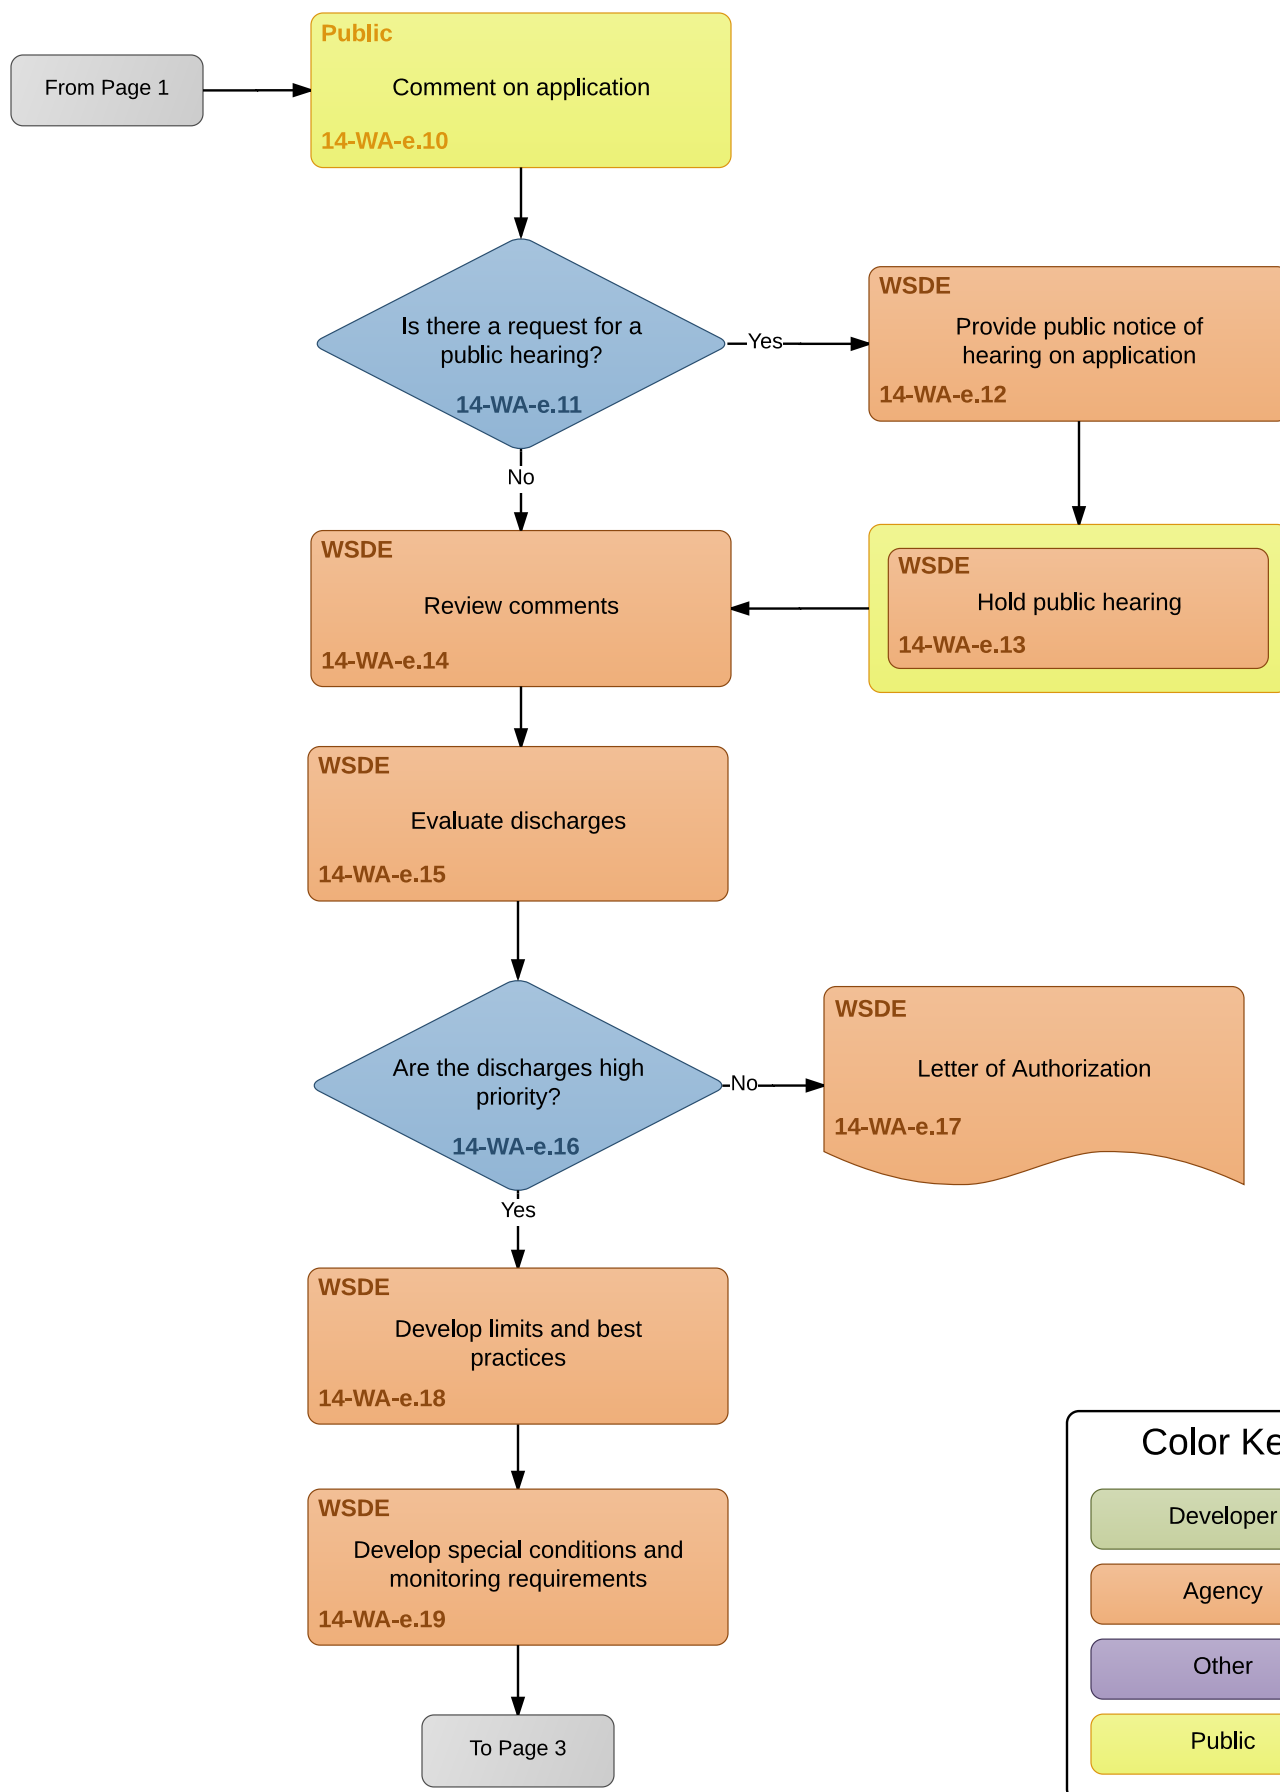 From Page 1
Public
Comment on application
14-WA-e.10
Is there a request for a
public hearing?
14-WA-e.11
Yes
WSDE
Provide public notice of
hearing on application
14-WA-e.12
No
WSDE
Hold public hearing
14-WA-e.13
WSDE
Review comments
14-WA-e.14
WSDE
Evaluate discharges
14-WA-e.15
Are the discharges high
priority?
14-WA-e.16
No
WSDE
Letter of Authorization
14-WA-e.17
Yes
WSDE
Develop limits and best
practices
14-WA-e.18
WSDE
Develop special conditions and
monitoring requirements
14-WA-e.19
To Page 3
Color Ke
Developer
Agency
Other
Public